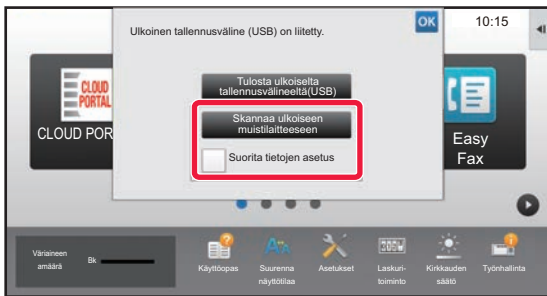 Ulkoinen tallennusväline (USB) on liitetty.
OK
10:15
Tulosta ulkoiselta
tallennusvälineeltä(USB)
Skannaa ulkoiseen
muistilaitteeseen
Suorita tietojen asetus
CLOUD
PORTAL
CLOUD POR
Easy
Fax
Väriaineen
amäärä
Bk
Käyttöopas
Suurenna
näyttötilaa
Asetukset
Laskuri-
toiminto
Kirkkauden
säätö
Työnhallinta